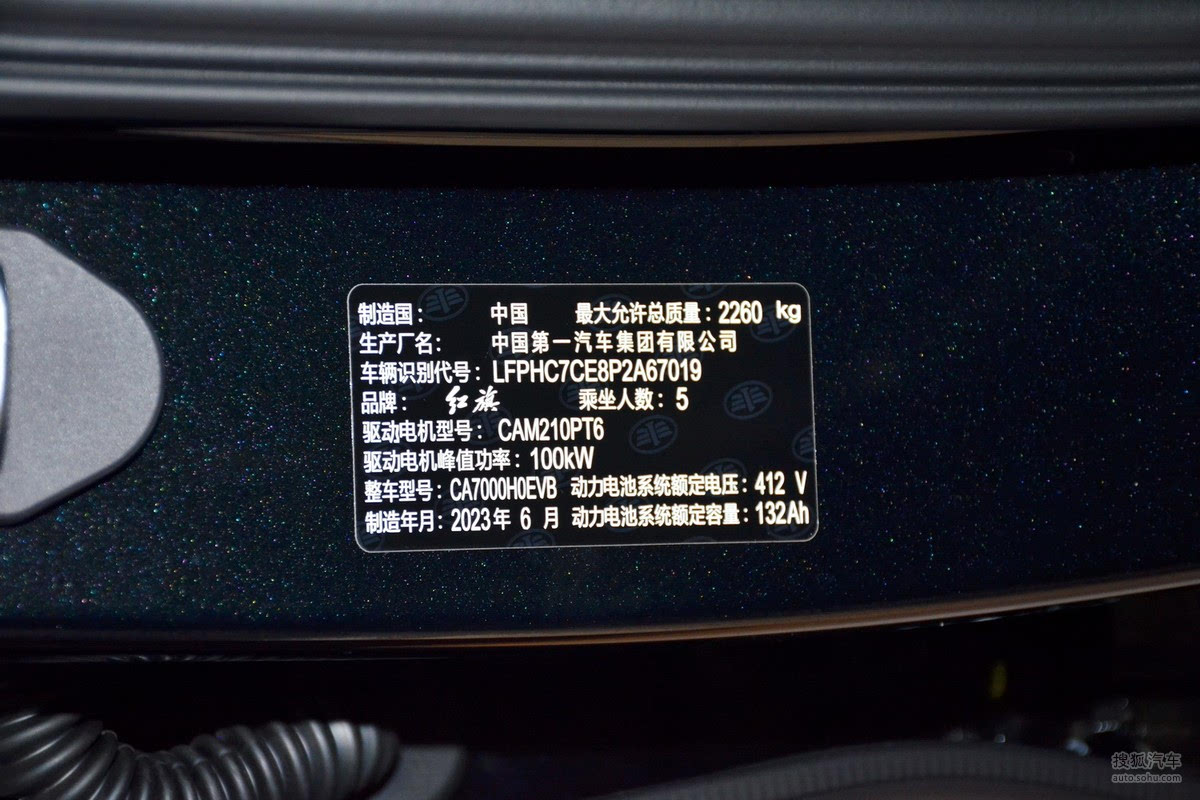 制造国： 中国 最大允许总质量：2260 kg
生产厂名： 中国第一汽车集团有限公司
车辆识别代号：LFPHC7CE8P2A67019
品牌： 红旗 乘坐人数：5
驱动电机型号： CAM210PT6
驱动电机峰值功率：100kW
整车型号：CA7000H0EVB 动力电池系统额定电压：412 V
制造年月：2023年 6 月 动力电池系统额定容量：132Ah
搜狐汽车
auto.sohu.com